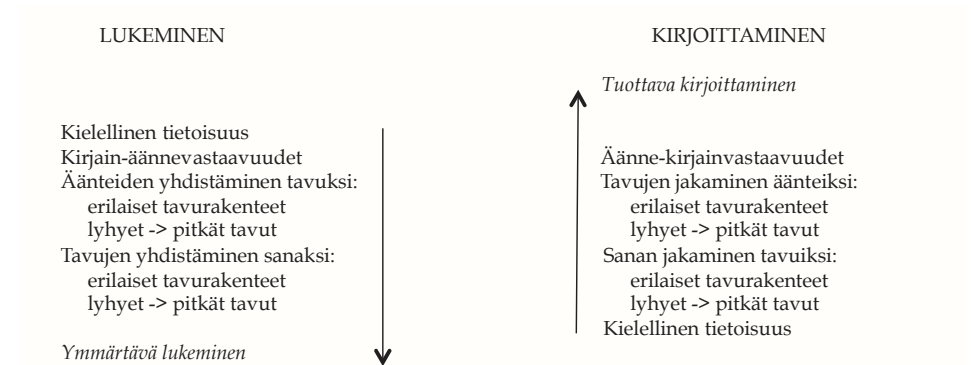 LUKEMINEN
Kielellinen tietoisuus
Kirjain-äännevastaavuudet
Äänteiden yhdistäminen tavuksi:
erilaiset tavurakenteet
lyhyet -> pitkät tavut
Tavujen yhdistäminen sanaksi:
erilaiset tavurakenteet
lyhyet -> pitkät tavut
Ymmärtävä lukeminen
KIRJOITTAMINEN
Tuottava kirjoittaminen
Äänne-kirjainvastaavuudet
Tavujen jakaminen äänteiksi:
erilaiset tavurakenteet
lyhyet -> pitkät tavut
Sanan jakaminen tavuiksi:
erilaiset tavurakenteet
lyhyet -> pitkät tavut
Kielellinen tietoisuus